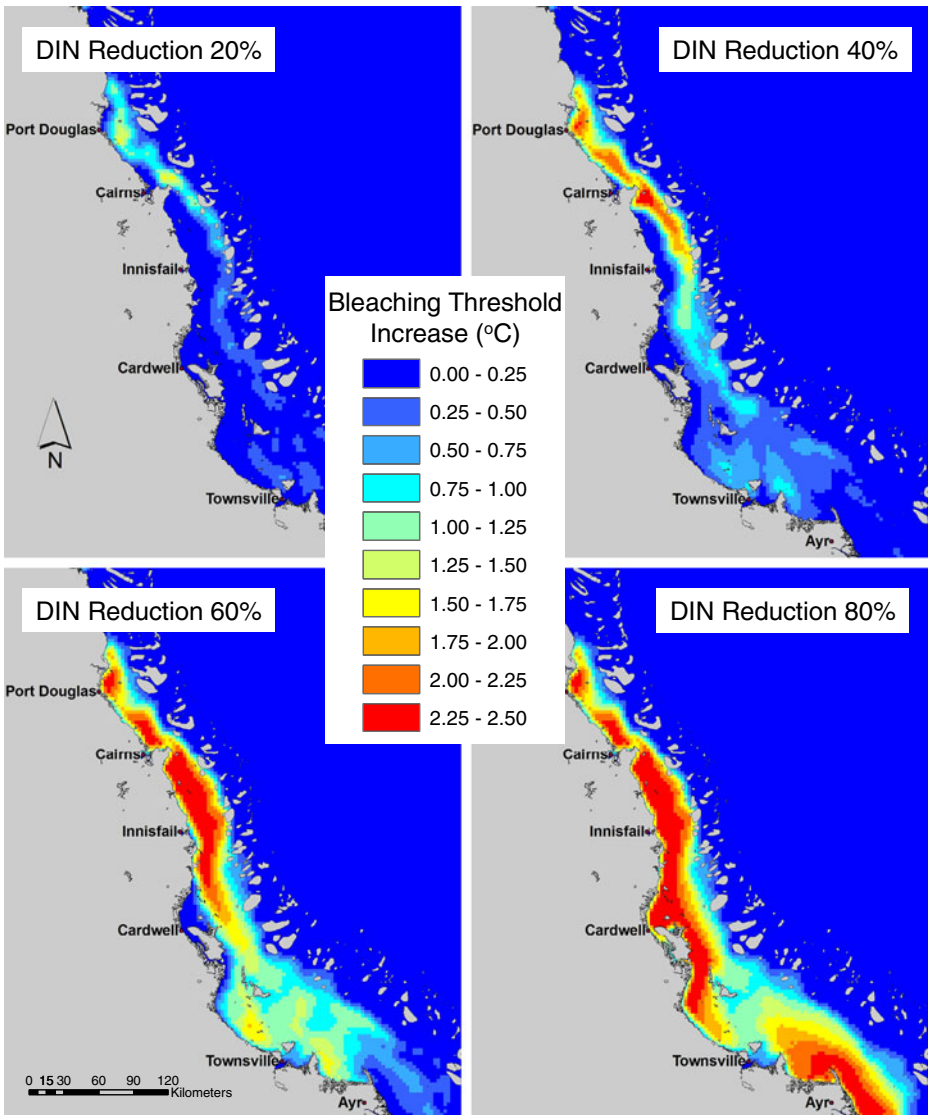 DIN Reduction 20%
DIN Reduction 40%
Port Douglas
Cairns
Innisfail
Cardwell
Townsville
N
Port Douglas
Cairns
Innisfail
Cardwell
Townsville
Ayr
Bleaching Threshold
Increase (°C)
0.00 - 0.25
0.25 - 0.50
0.50 - 0.75
0.75 - 1.00
1.00 - 1.25
1.25 - 1.50
1.50 - 1.75
1.75 - 2.00
2.00 - 2.25
2.25 - 2.50
DIN Reduction 60%
DIN Reduction 80%
Port Douglas
Cairns
Innisfail
Cardwell
Townsville
Ayr
0 15 30 60 90 120
Kilometers
Port Douglas
Cairns
Innisfail
Cardwell
Townsville
Ayr